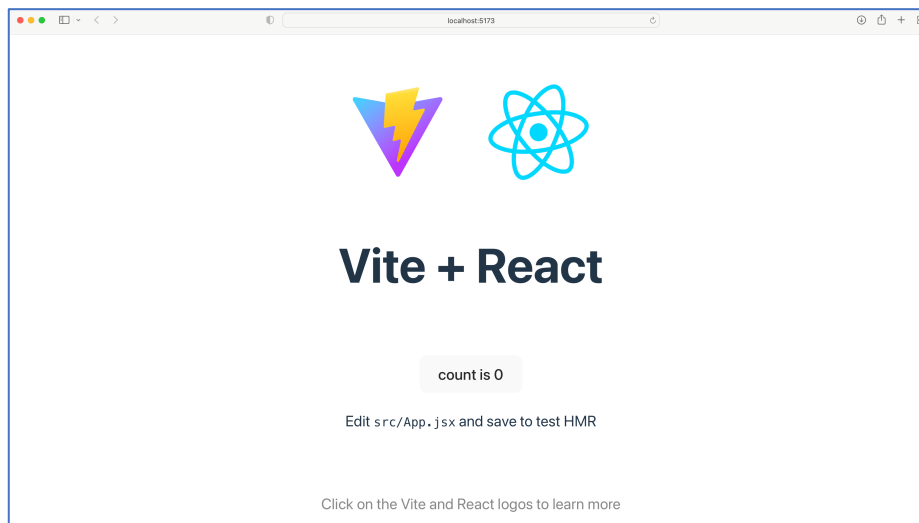 localhost:5173
Vite + React
count is 0
Edit src/App.jsx and save to test HMR
Click on the Vite and React logos to learn more